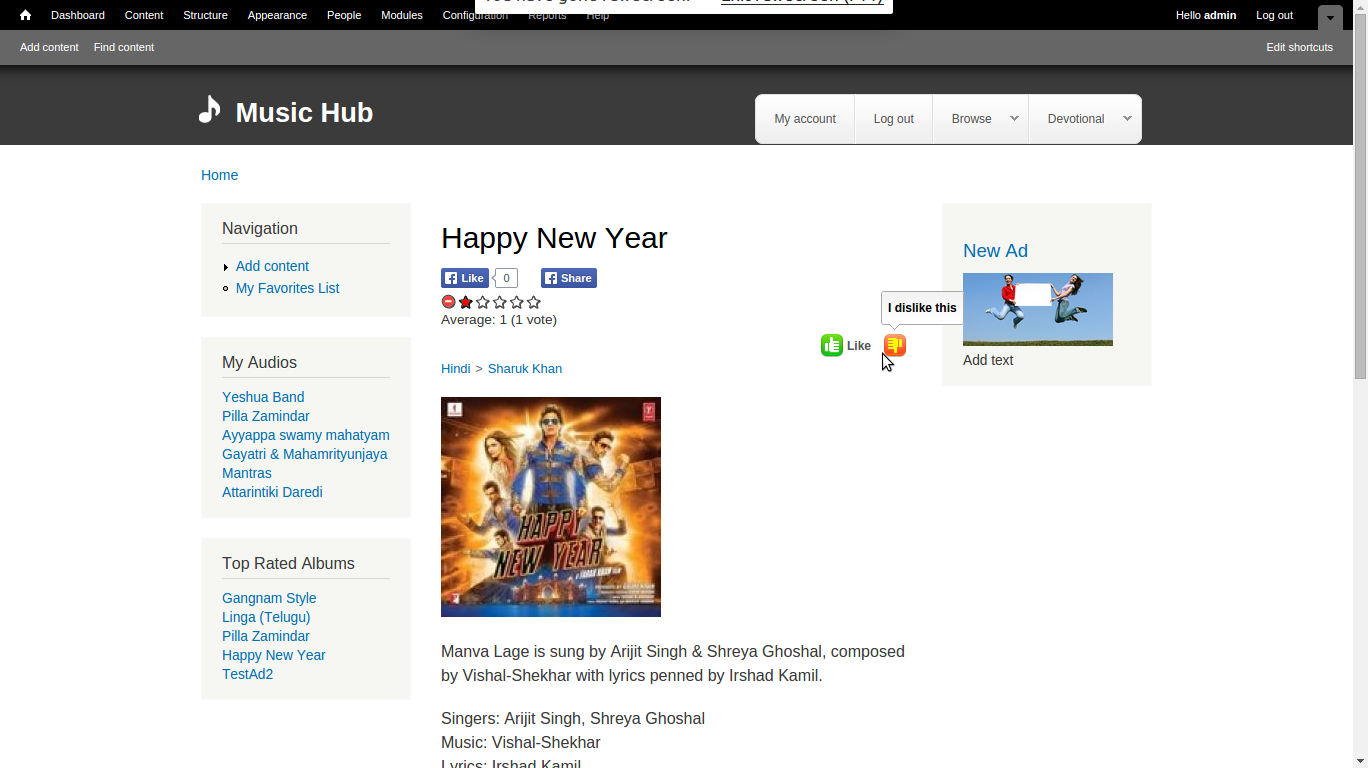 Dashboard Content Structure Appearance People Modules Configuration Reports Help Hello admin Log out
Add content Find content Edit shortcuts
Music Hub
My account Log out Browse Devotional
Home
Navigation
Add content
My Favorites List
My Audios
Yeshua Band
Pilla Zamindar
Ayyappa swamy mahatyam
Gayatri & Mahamrityunjaya
Mantras
Attarintiki Daredi
Top Rated Albums
Gangnam Style
Linga (Telugu)
Pilla Zamindar
Happy New Year
TestAd2
Happy New Year
Like 0 Share
Average: 1 (1 vote)
I dislike this
Like
Hindi > Sharuk Khan
HAPPY
NEW YEAR
Manva Lage is sung by Arijit Singh & Shreya Ghoshal, composed
by Vishal-Shekhar with lyrics penned by Irshad Kamil.
Singers: Arijit Singh, Shreya Ghoshal
Music: Vishal-Shekhar
Lyrics: Irshad Kamil
New Ad
Add text